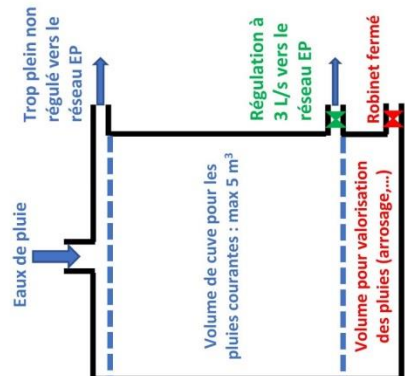 Eaux de pluie
Trop plein non
régulé vers le
réseau EP
Volume de cuve pour les
pluies courantes : max 5 m³
Régulation à
3 L/s vers le
réseau EP
Volume pour valorisation
des pluies (arrosage,...)
Robinet fermé